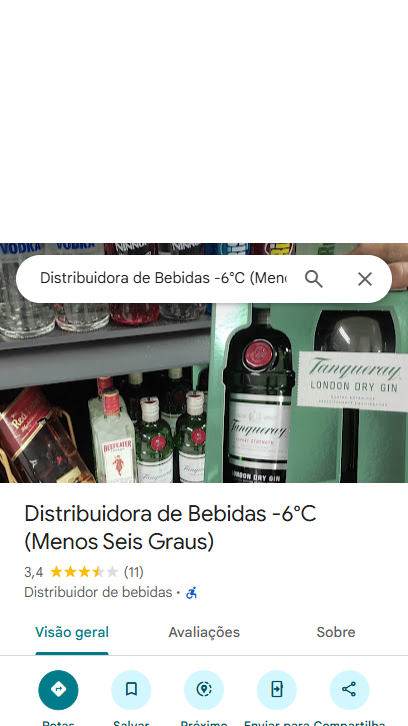 VODKA VODKA
Distribuidora de Bebidas -6°C (Meno
Tanqueray
LONDON DRY GIN
Red
BEEFEATER
Tanqueray
LONDON DRY GIN
Distribuidora de Bebidas -6°C
(Menos Seis Graus)
3,4 (11)
Distribuidor de bebidas ·
Visão geral Avaliações Sobre
Rotas Salvar Próximo Enviar para Compartilha